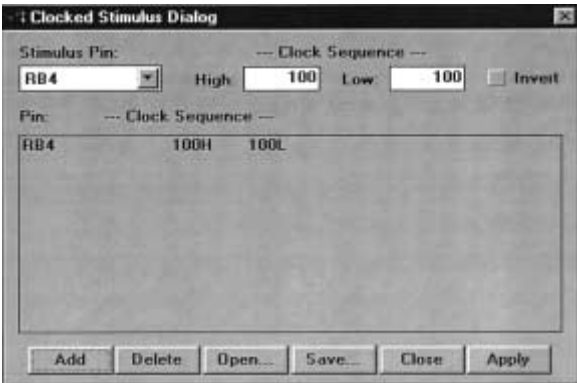 Clocked Stimulus Dialog
Stimulus Pin: --- Clock Sequence ---
RB4 High: 100 Low: 100 Invert
Pin: --- Clock Sequence ---
RB4 100H 100L
Add Delete Open... Save... Close Apply